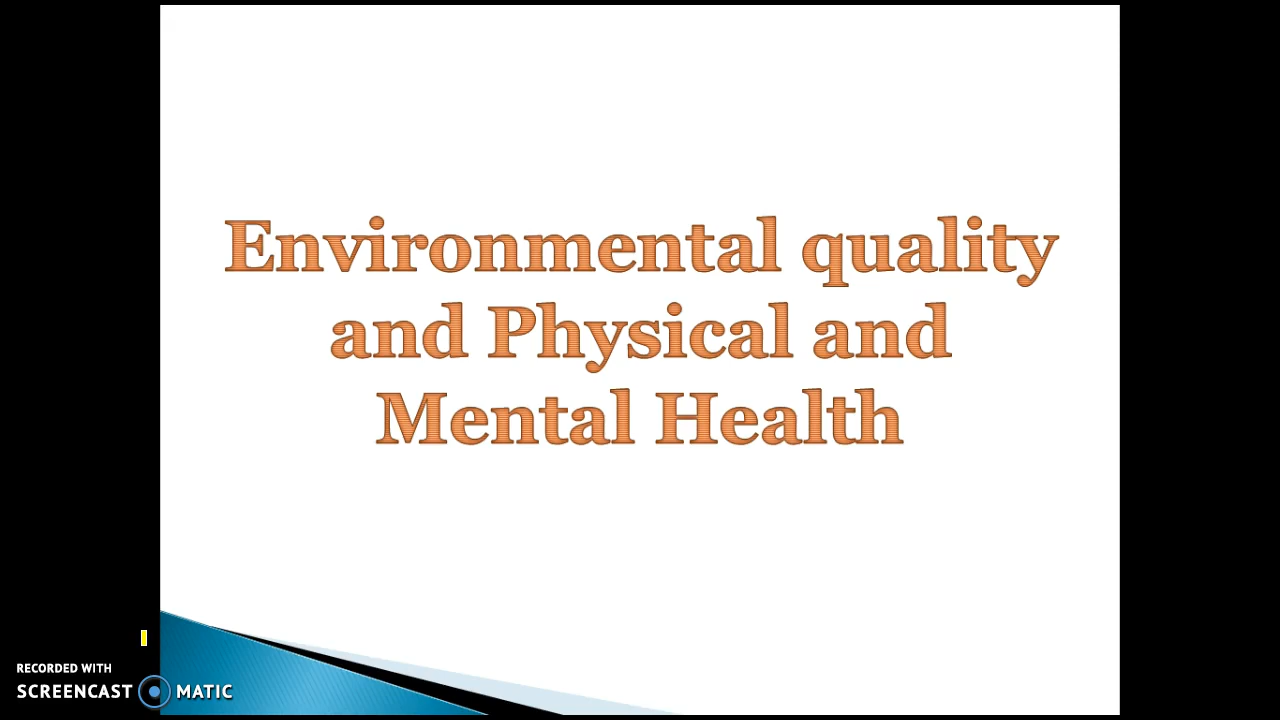 Environmental quality
and Physical and
Mental Health
RECORDED WITH
SCREENCAST MATIC